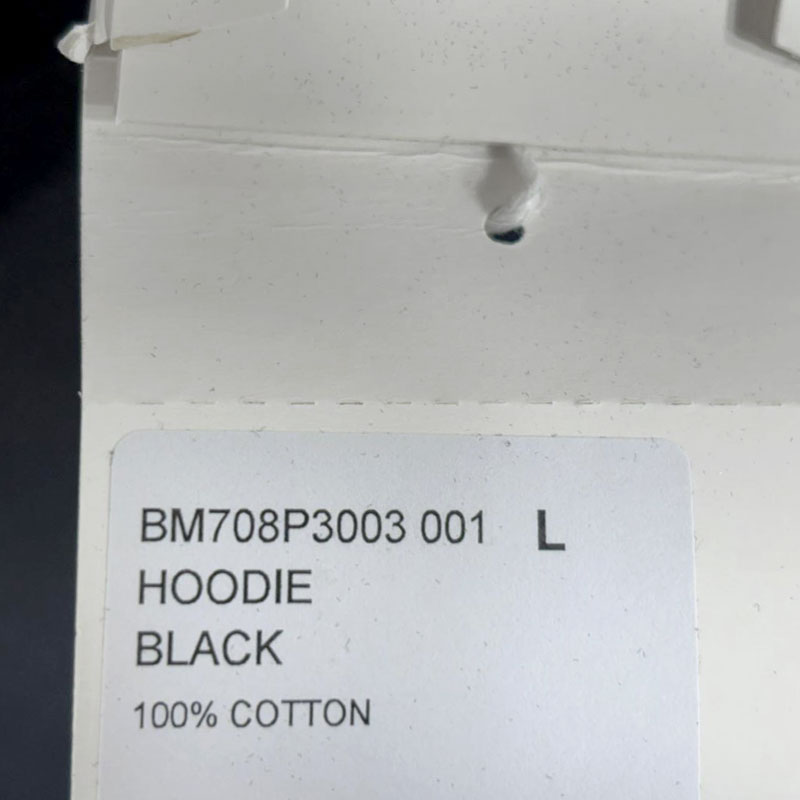 BM708P3003 001 L
HOODIE
BLACK
100% COTTON